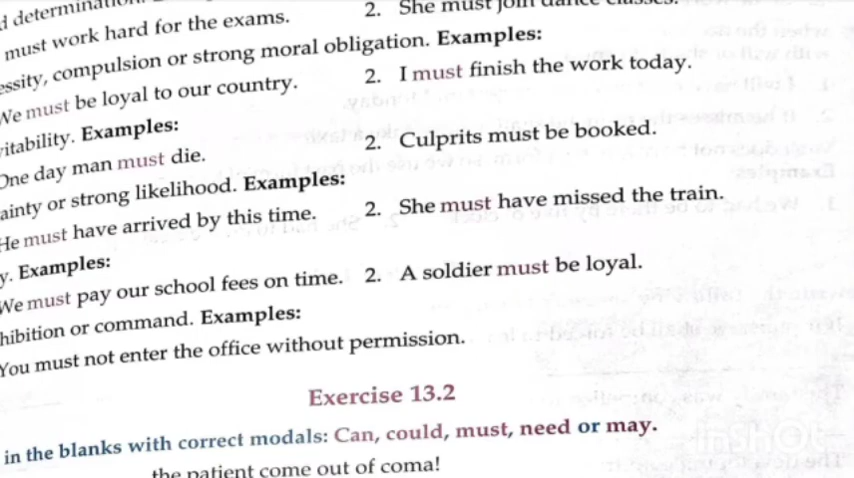 d determination.
2. She must join dance classes.
must work hard for the exams.
essity, compulsion or strong moral obligation. Examples:
We must be loyal to our country.
2. I must finish the work today.
vitability. Examples:
One day man must die.
2. Culprits must be booked.
ainty or strong likelihood. Examples:
He must have arrived by this time.
2. She must have missed the train.
y. Examples:
We must pay our school fees on time.
2. A soldier must be loyal.
hibition or command. Examples:
You must not enter the office without permission.
Exercise 13.2
in the blanks with correct modals: Can, could, must, need or may.
the patient come out of coma!
InShOt